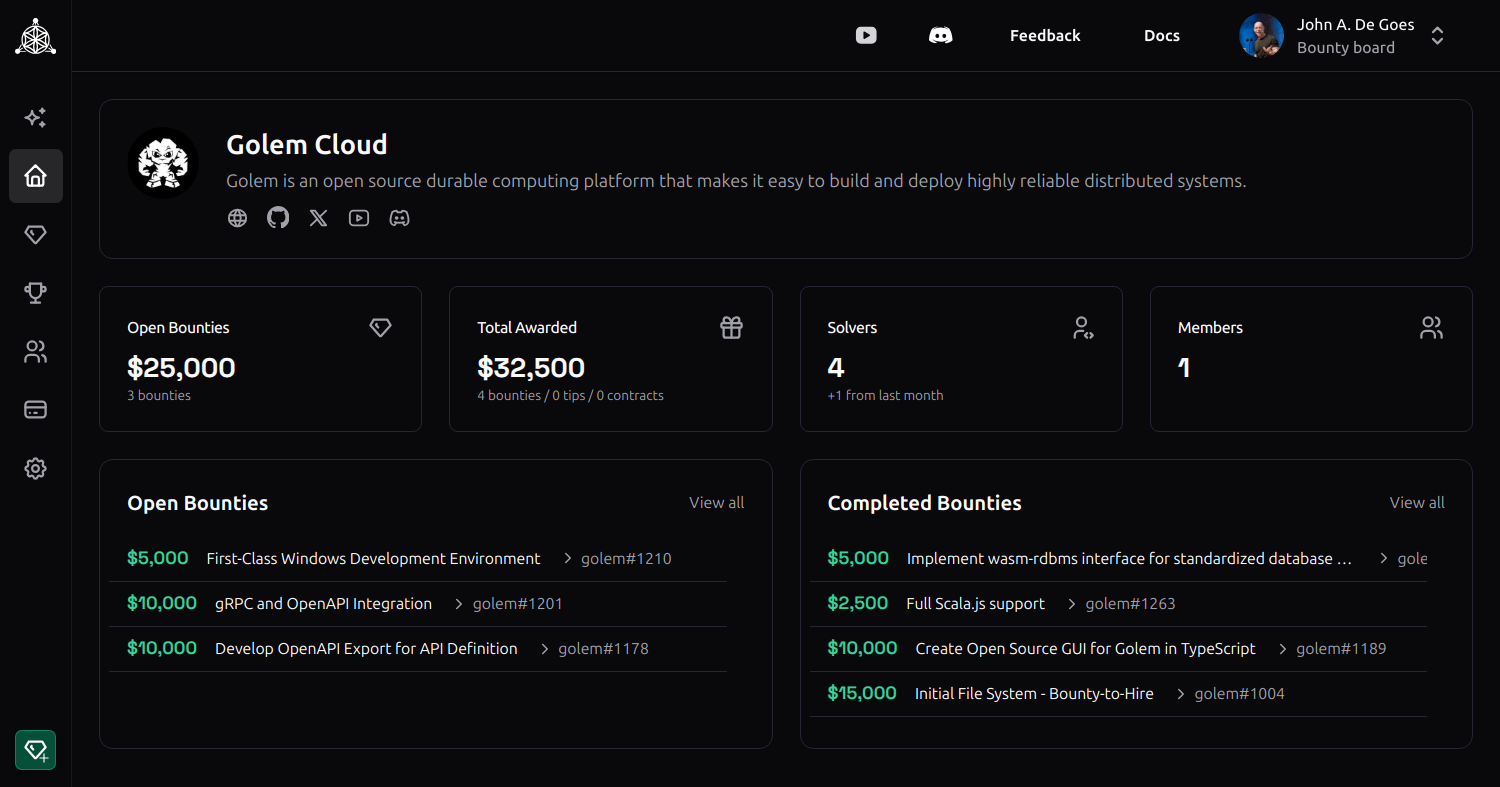 Feedback
Docs
John A. De Goes
Bounty board
Golem Cloud
Golem is an open source durable computing platform that makes it easy to build and deploy highly reliable distributed systems.
Open Bounties
$25,000
3 bounties
Total Awarded
$32,500
4 bounties / 0 tips / 0 contracts
Solvers
4
+1 from last month
Members
1
Open Bounties
View all
$5,000 First-Class Windows Development Environment > golem#1210
$10,000 gRPC and OpenAPI Integration > golem#1201
$10,000 Develop OpenAPI Export for API Definition > golem#1178
Completed Bounties
View all
$5,000 Implement wasm-rdbms interface for standardized database ... > gole
$2,500 Full Scala.js support > golem#1263
$10,000 Create Open Source GUI for Golem in TypeScript > golem#1189
$15,000 Initial File System - Bounty-to-Hire > golem#1004